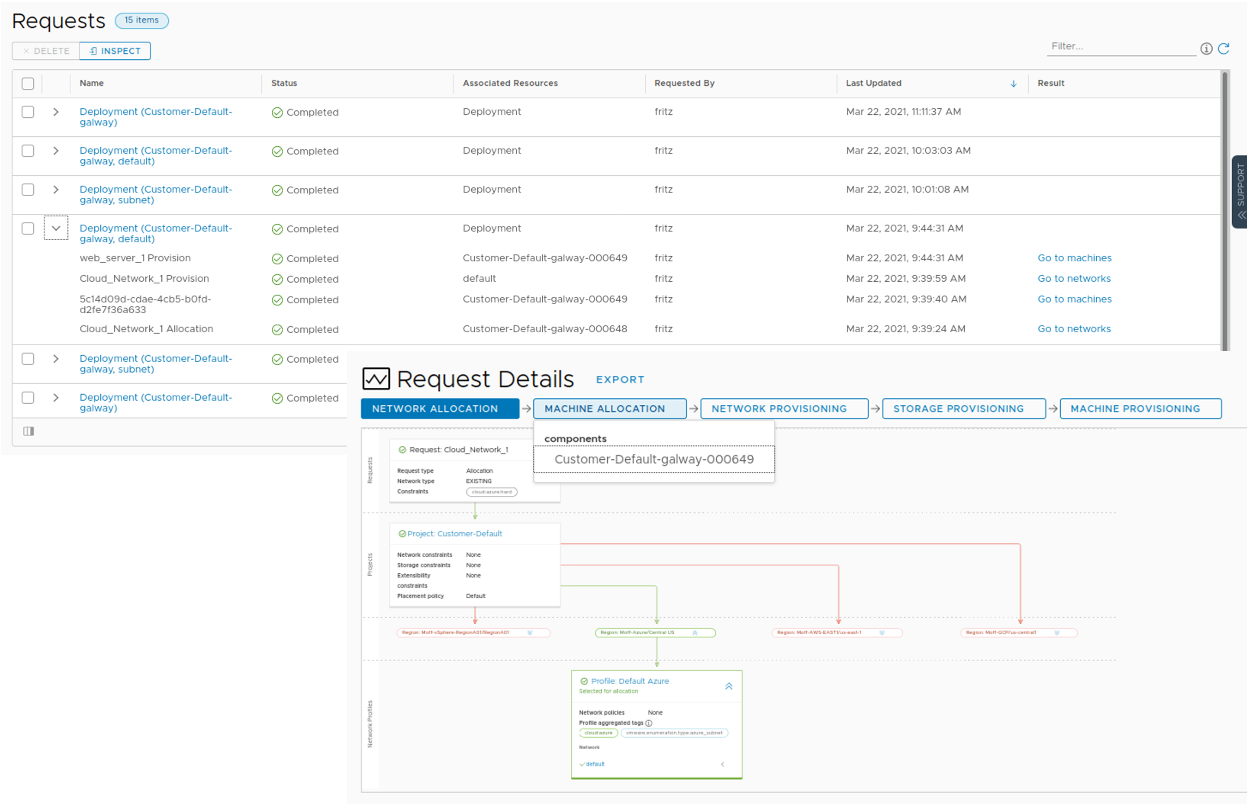 Requests 15 items
DELETE INSPECT
Filter...
Name Status Associated Resources Requested By Last Updated Result
Deployment (Customer-Default-
galway) Completed Deployment fritz Mar 22, 2021, 11:11:37 AM
Deployment (Customer-Default-
galway, default) Completed Deployment fritz Mar 22, 2021, 10:03:03 AM
Deployment (Customer-Default-
galway, subnet) Completed Deployment fritz Mar 22, 2021, 10:01:08 AM
SUPPORT
Deployment (Customer-Default-
galway, default) Completed Deployment fritz Mar 22, 2021, 9:44:31 AM
web_server_1 Provision Completed Customer-Default-galway-000649 fritz Mar 22, 2021, 9:44:31 AM Go to machines
Cloud_Network_1 Provision Completed default fritz Mar 22, 2021, 9:39:59 AM Go to networks
5c14d09d-cdae-4cb5-b0fd-
d2fe7f36a633 Completed Customer-Default-galway-000649 fritz Mar 22, 2021, 9:39:40 AM Go to machines
Cloud_Network_1 Allocation Completed Customer-Default-galway-000648 fritz Mar 22, 2021, 9:39:24 AM Go to networks
Deployment (Customer-Default-
galway, subnet) Completed
Deployment (Customer-Default-
galway) Completed
Request Details EXPORT
NETWORK ALLOCATION MACHINE ALLOCATION NETWORK PROVISIONING STORAGE PROVISIONING MACHINE PROVISIONING
components
Customer-Default-galway-000649
Requests
Request: Cloud_Network_1
Request type Allocation
Network type EXISTING
Constraints cloud:azure:hard
Projects
Project: Customer-Default
Network constraints None
Storage constraints None
Extensibility None
constraints
Placement policy Default
Region: Moff-vSphere-RegionA01/RegionA01 Region: Moff-Azure/Central US Region: Moff-AWS-EAST1/us-east-1 Region: Moff-GCP/us-central1
Network Profiles
Profile: Default Azure
Selected for allocation
Network policies None
Profile aggregated tags
cloud:azure vmware.enumeration.type:azure_subnet
Network
default